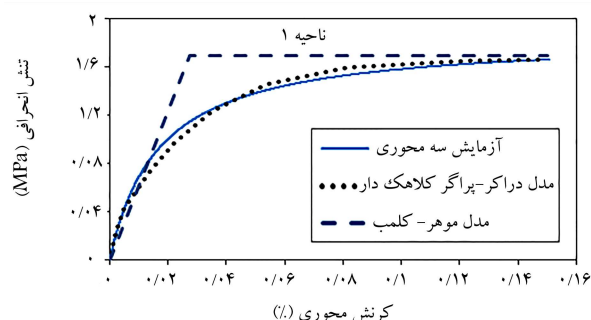 ناحیه ۱
۲
۱/۶
۱/۲
۰/۰۸
۰/۰۴
۰
تنش انحرافی (MPa)
آزمایش سه محوری
مدل دراکر-پراگر کلاهک دار
مدل موهر- کلمب
۰ ۰/۰۲ ۰/۰۴ ۰/۰۶ ۰/۰۸ ۰/۱ ۰/۱۲ ۰/۱۴ ۰/۱۶
کرنش محوری (٪)